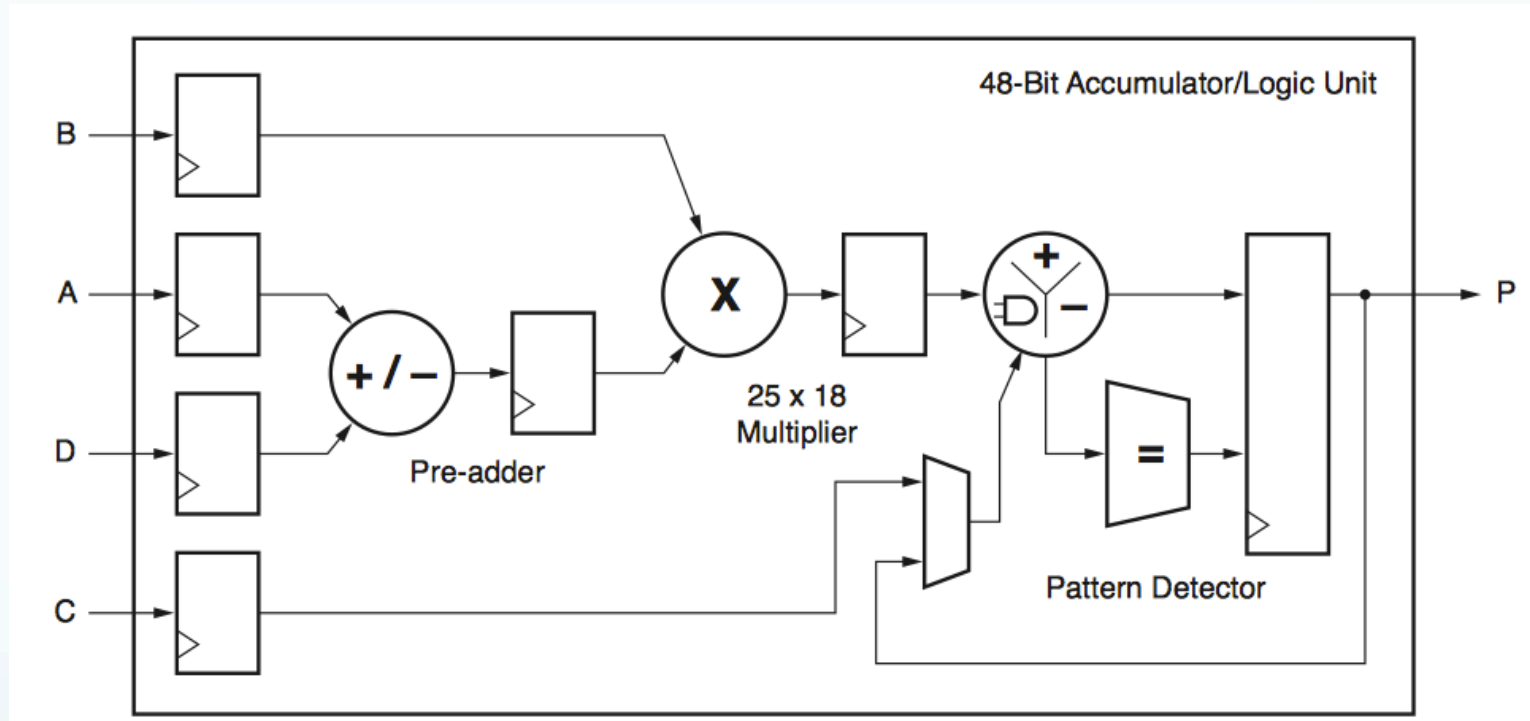 48-Bit Accumulator/Logic Unit
B
A
X
+
−
P
+ / −
25 x 18
Multiplier
D
=
Pre-adder
Pattern Detector
C